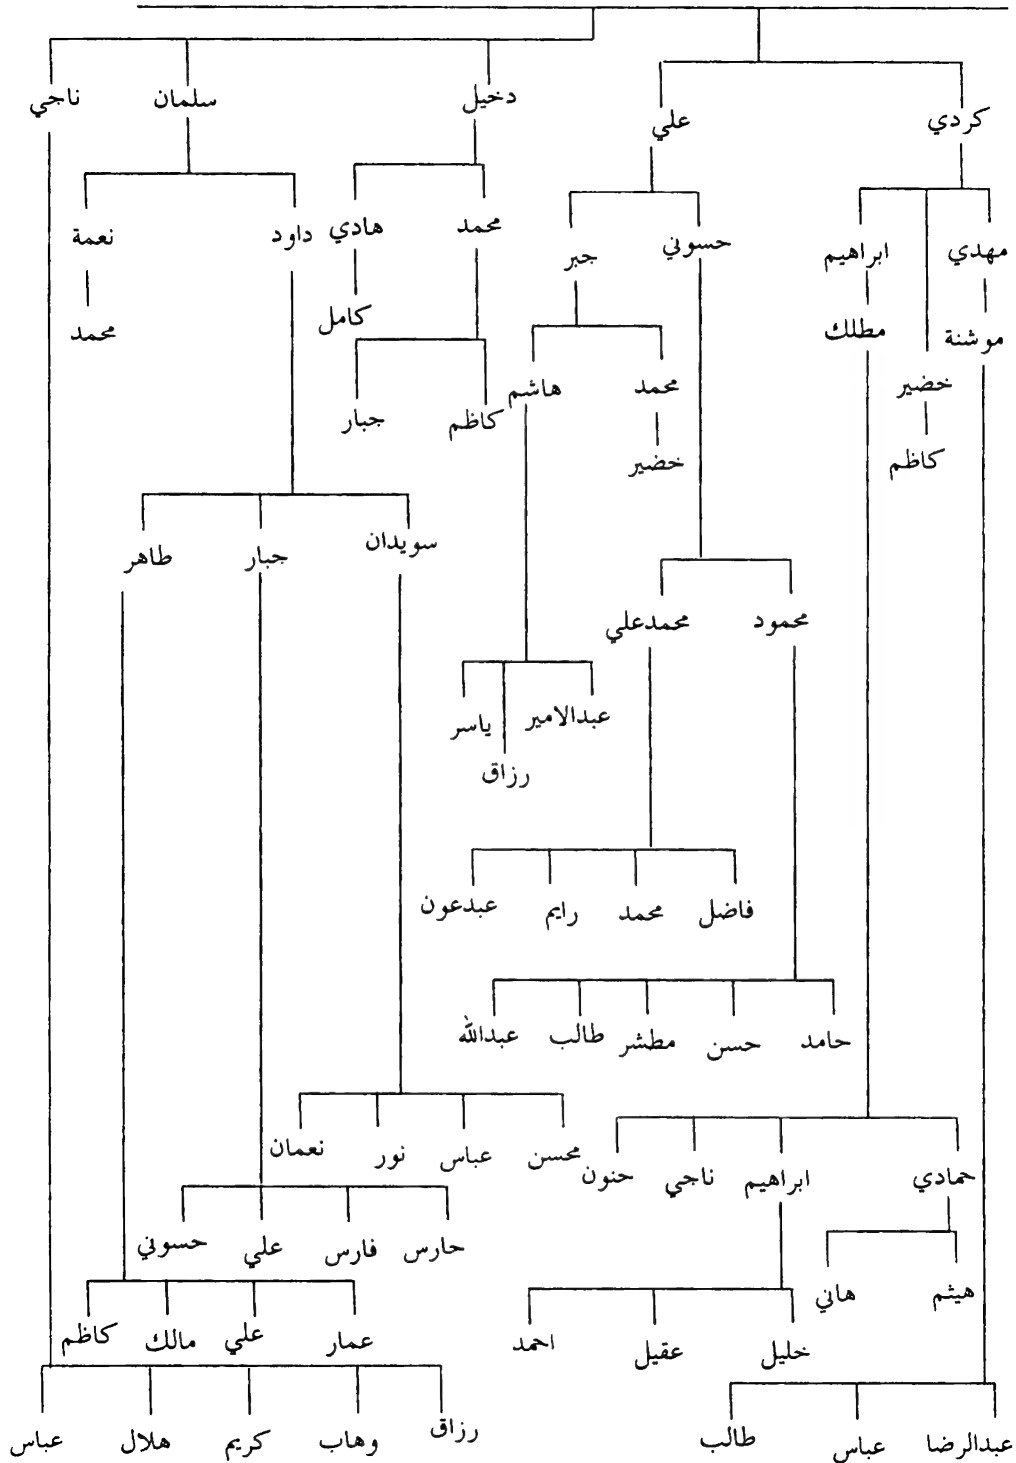 كردي علي دخيل سلمان ناجي
مهدي ابراهيم حسوني جبر محمد هادي داود نعمة
موشنة مطلك كامل محمد
خضير محمد هاشم كاظم جبار
كاظم خضير
سويدان جبار طاهر
محمود محمدعلي
عبدالامير ياسر
رزاق
فاضل محمد رايم عبدعون
حامد حسن مطشر طالب عبدالله
محسن عباس نور نعمان
حمادي ابراهيم ناجي حنون
حارس فارس علي حسوني
هيثم هاني
خليل عقيل احمد
عمار علي مالك كاظم
عبدالرضا عباس طالب
رزاق وهاب كريم هلال عباس